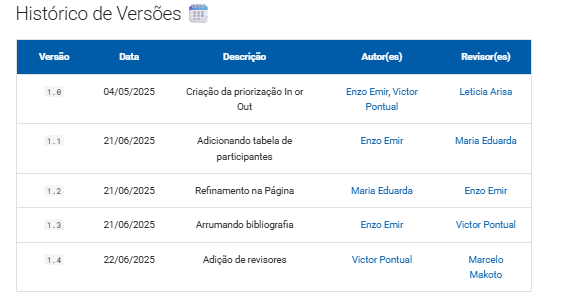 Histórico de Versões
Versão Data Descrição Autor(es) Revisor(es)
1.0 04/05/2025 Criação da priorização In or Out Enzo Emir, Victor Pontual Leticia Arisa
1.1 21/06/2025 Adicionando tabela de participantes Enzo Emir Maria Eduarda
1.2 21/06/2025 Refinamento na Página Maria Eduarda Enzo Emir
1.3 21/06/2025 Arrumando bibliografia Enzo Emir Victor Pontual
1.4 22/06/2025 Adição de revisores Victor Pontual Marcelo Makoto